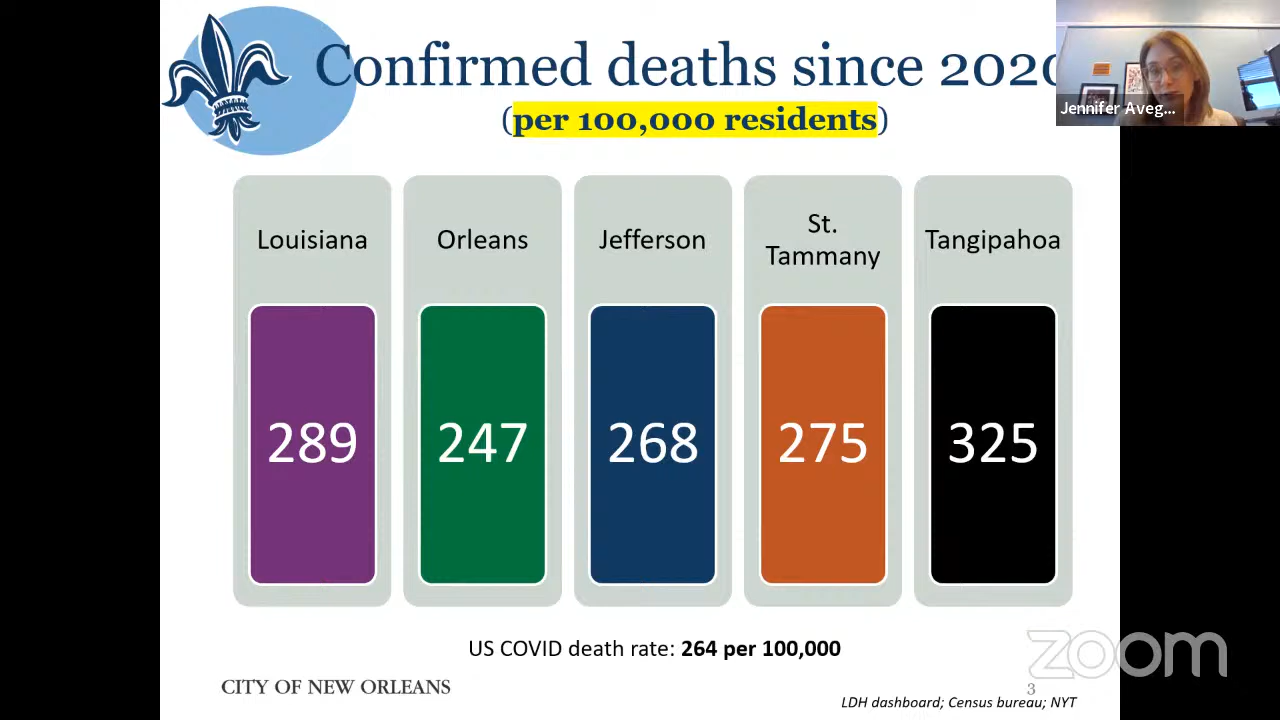 Confirmed deaths since 2020
(per 100,000 residents)
Jennifer Aveg...
Louisiana
Orleans
Jefferson
St.
Tammany
Tangipahoa
289
247
268
275
325
US COVID death rate: 264 per 100,000
zoom
CITY OF NEW ORLEANS
3
LDH dashboard; Census bureau; NYT